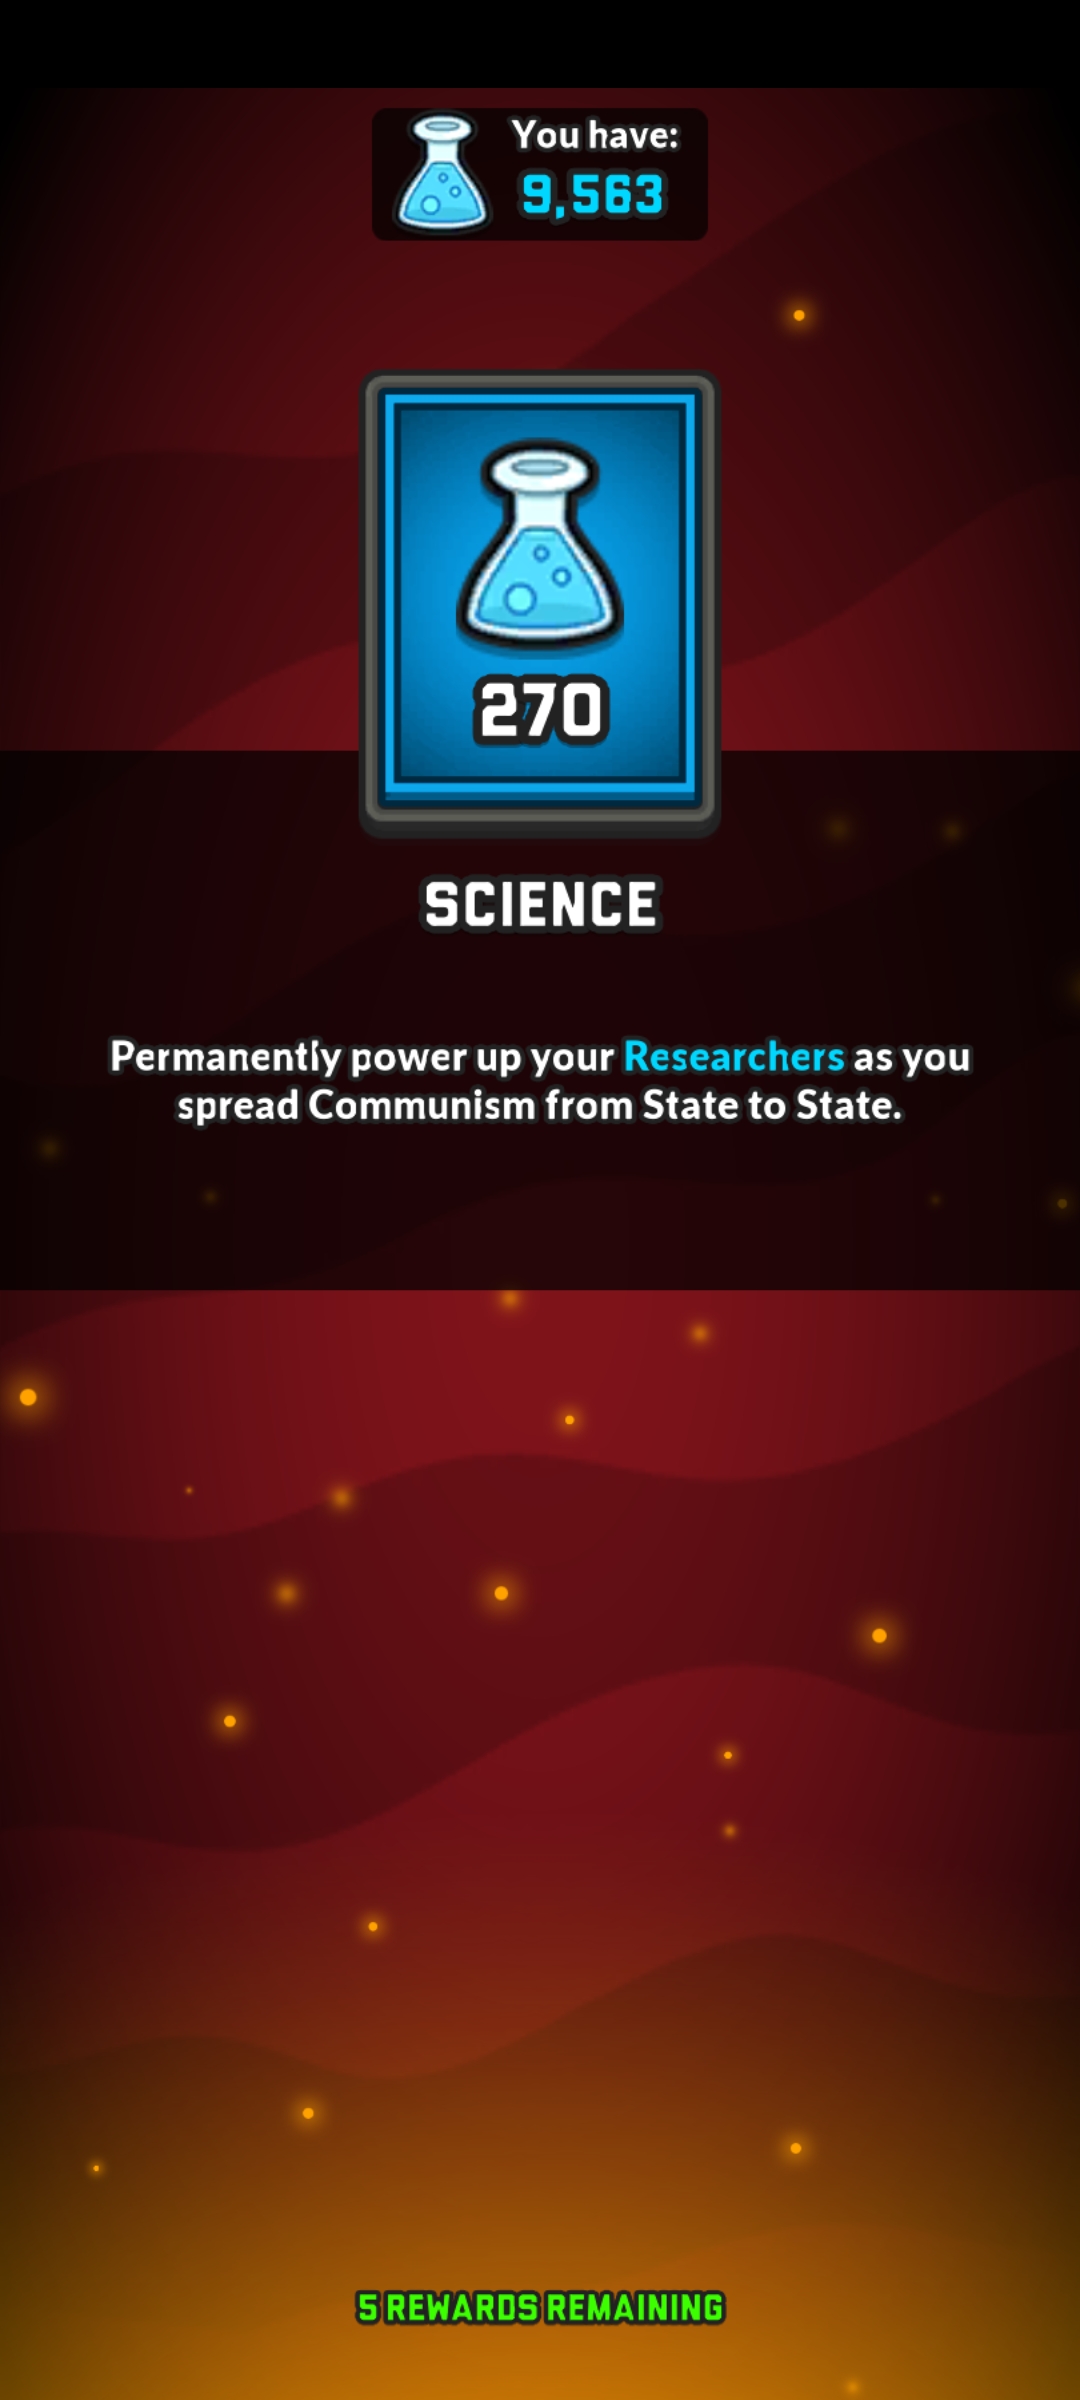 You have:
9,563
270
SCIENCE
Permanently power up your Researchers as you
spread Communism from State to State.
5 REWARDS REMAINING